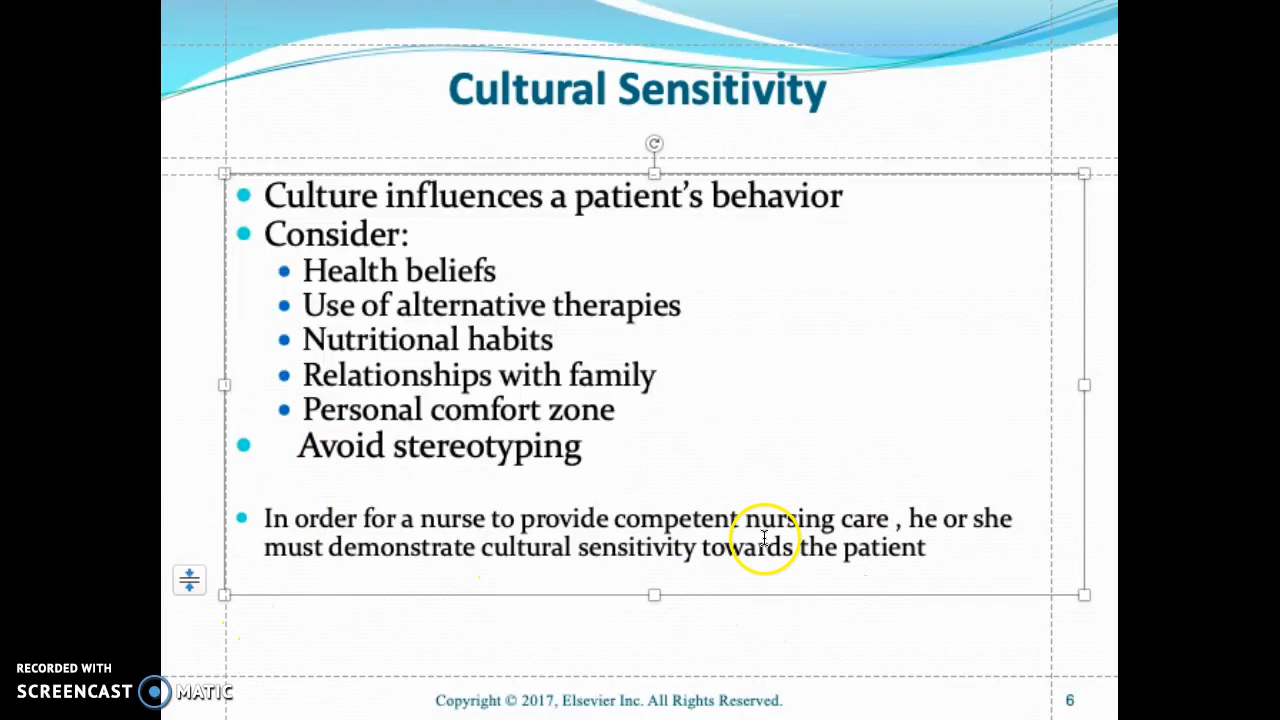 Cultural Sensitivity
Culture influences a patient's behavior
Consider:
Health beliefs
Use of alternative therapies
Nutritional habits
Relationships with family
Personal comfort zone
Avoid stereotyping
In order for a nurse to provide competent nursing care , he or she
must demonstrate cultural sensitivity towards the patient
RECORDED WITH
SCREENCAST MATIC
Copyright © 2017, Elsevier Inc. All Rights Reserved.
6